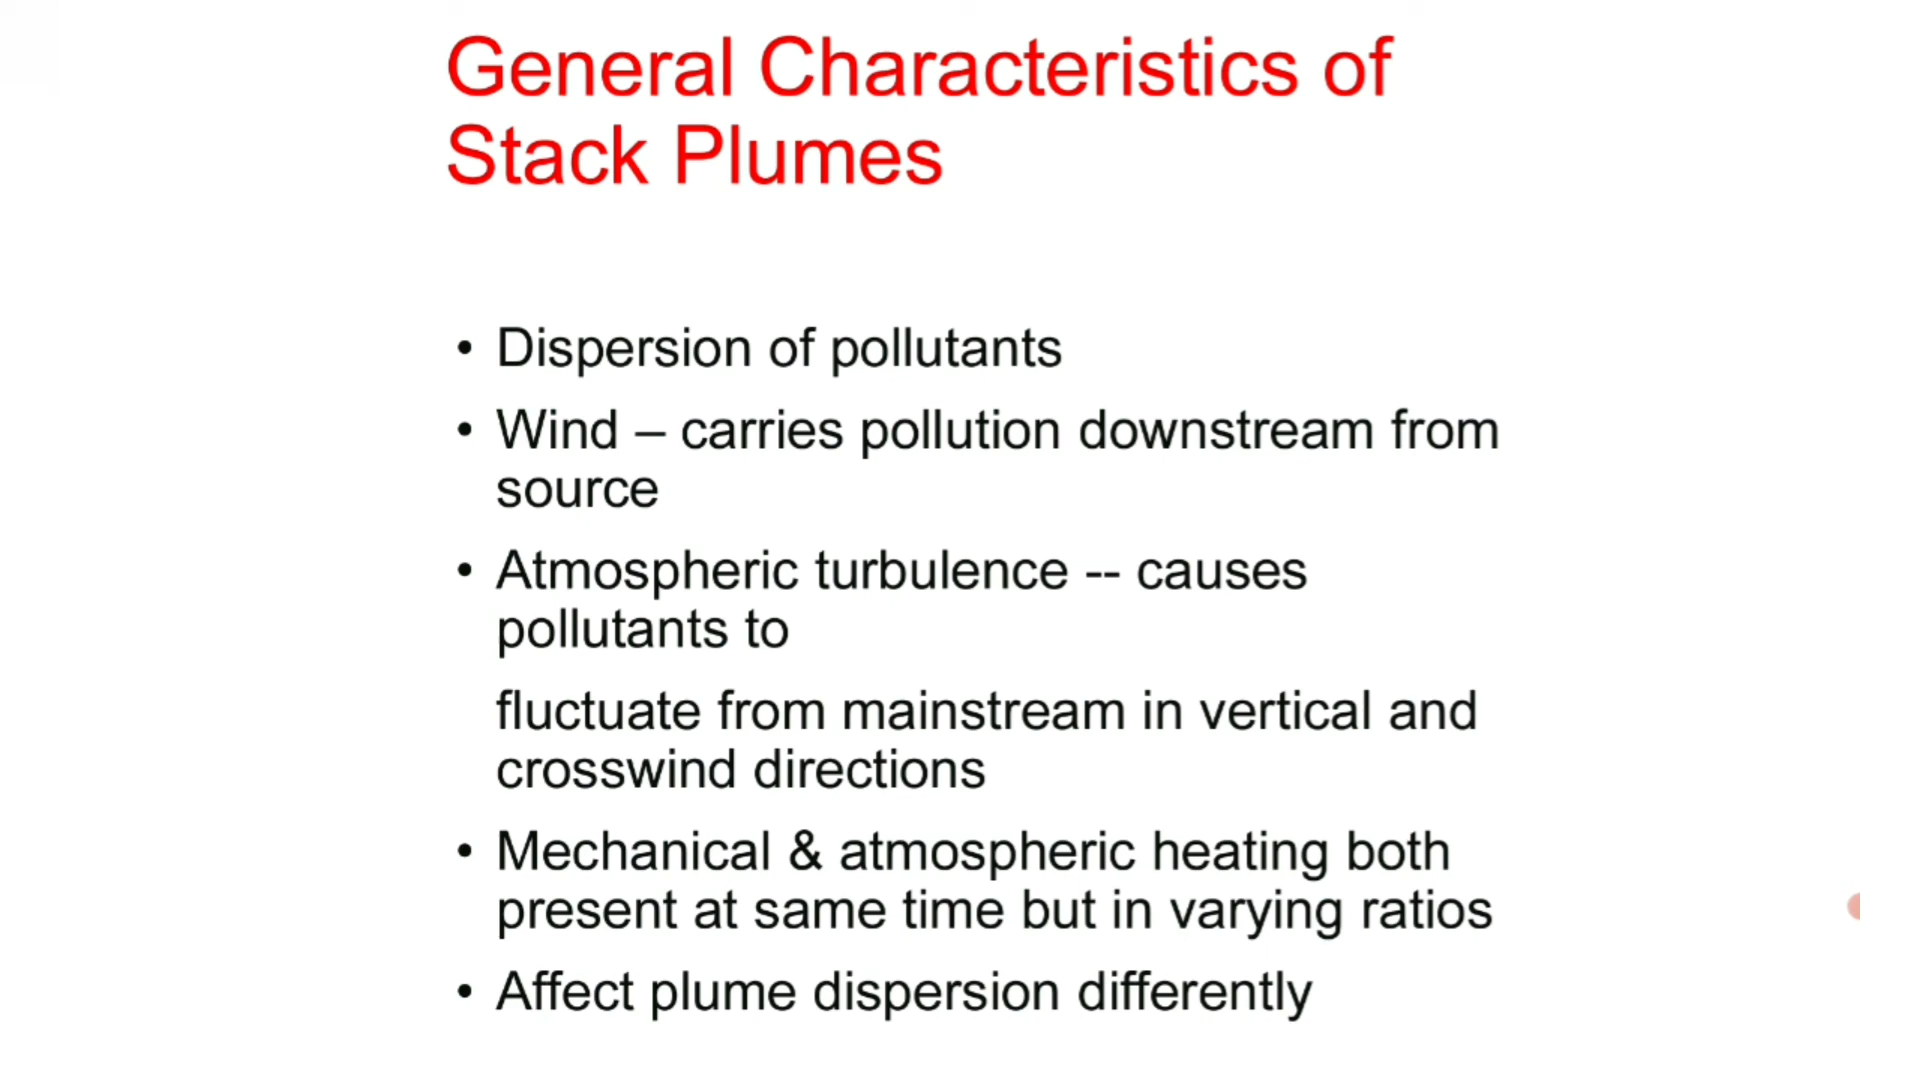 General Characteristics of
Stack Plumes
• Dispersion of pollutants
• Wind – carries pollution downstream from
source
• Atmospheric turbulence -- causes
pollutants to
fluctuate from mainstream in vertical and
crosswind directions
• Mechanical & atmospheric heating both
present at same time but in varying ratios
• Affect plume dispersion differently